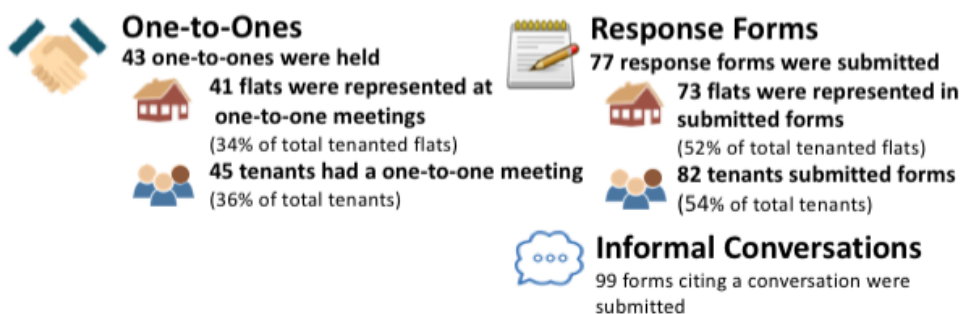 One-to-Ones
43 one-to-ones were held
41 flats were represented at
one-to-one meetings
(34% of total tenanted flats)
45 tenants had a one-to-one meeting
(36% of total tenants)
Response Forms
77 response forms were submitted
73 flats were represented in
submitted forms
(52% of total tenanted flats)
82 tenants submitted forms
(54% of total tenants)
Informal Conversations
99 forms citing a conversation were
submitted